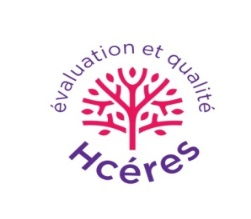 évaluation et qualité
Hcéres